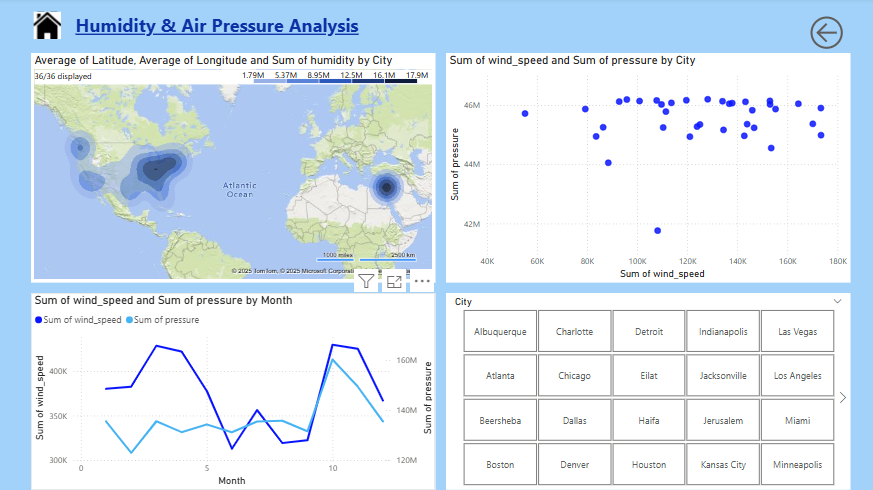 Humidity & Air Pressure Analysis
Average of Latitude, Average of Longitude and Sum of humidity by City
36/36 displayed
1.79M 5.37M 8.95M 12.5M 16.1M 17.9M
Atlantic
Ocean
1000 miles 2500 km
© 2025 TomTom, © 2025 Microsoft Corporati
Sum of wind_speed and Sum of pressure by City
Sum of pressure
46M
44M
42M
40K 60K 80K 100K 120K 140K 160K 180K
Sum of wind_speed
Sum of wind_speed and Sum of pressure by Month
Sum of wind_speed Sum of pressure
Sum of wind_speed
400K
350K
300K
160M
140M
120M
Sum of pressure
0 5 10
Month
City
Albuquerque Charlotte Detroit Indianapolis Las Vegas
Atlanta Chicago Eilat Jacksonville Los Angeles
Beersheba Dallas Haifa Jerusalem Miami
Boston Denver Houston Kansas City Minneapolis